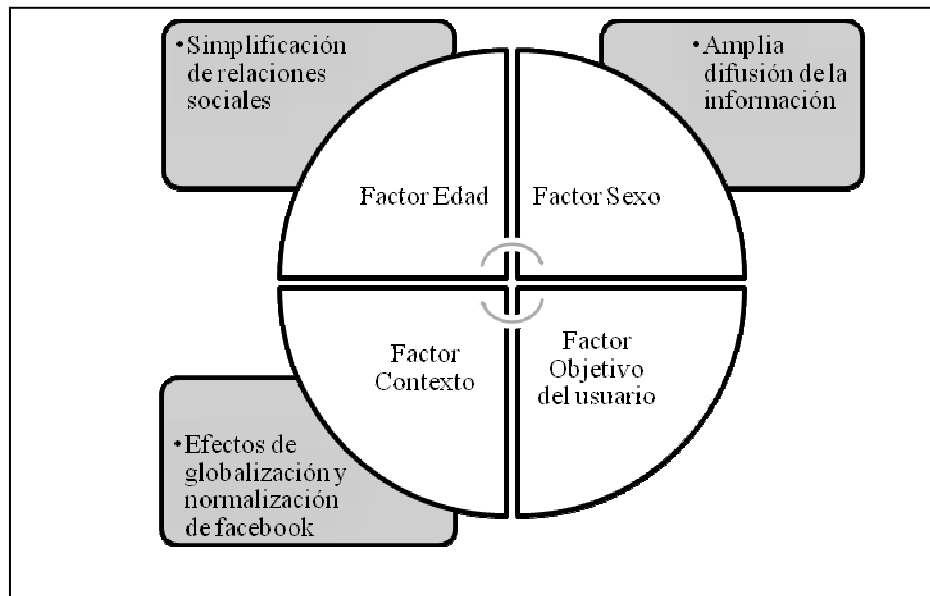 •Simplificación
de relaciones
sociales
•Amplia
difusión de la
información
Factor Edad
Factor Sexo
Factor
Contexto
Factor
Objetivo
del usuario
•Efectos de
globalización y
normalización
de facebook